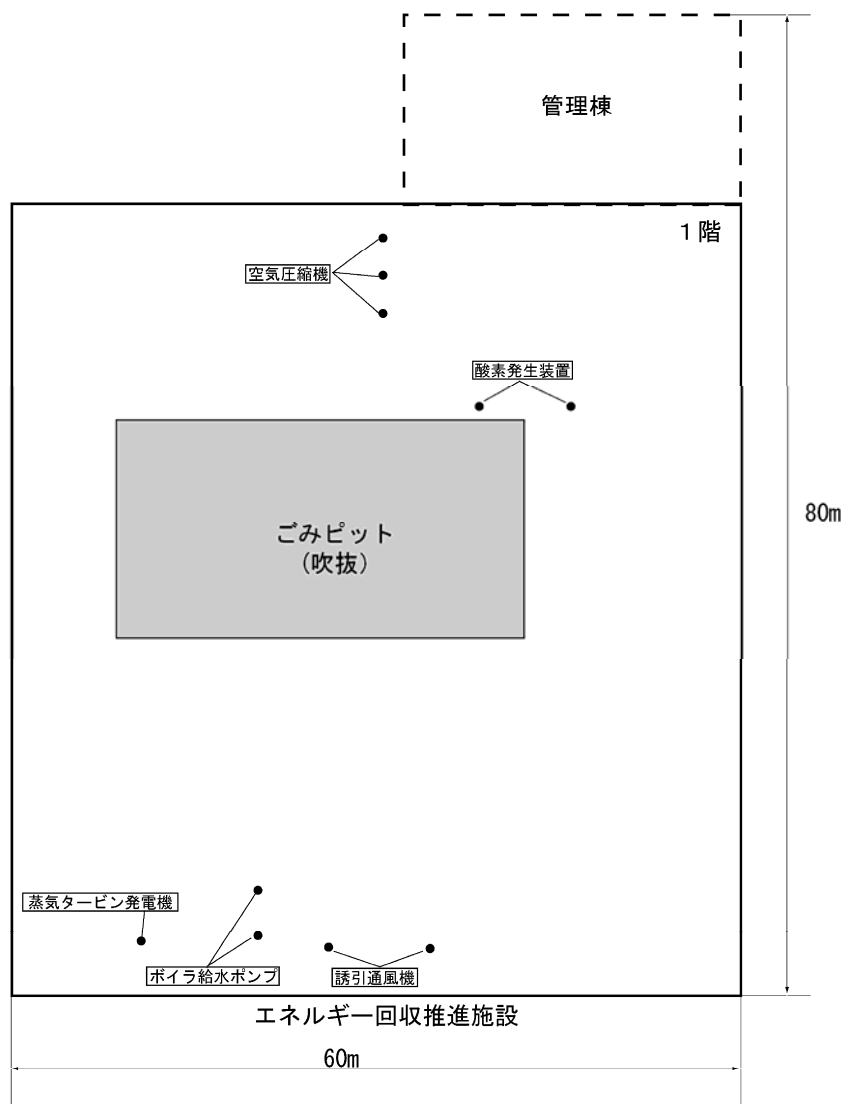 管理棟
１階
空気圧縮機
酸素発生装置
ごみピット
（吹抜）
80m
蒸気タービン発電機
ボイラ給水ポンプ
誘引通風機
エネルギー回収推進施設
60m